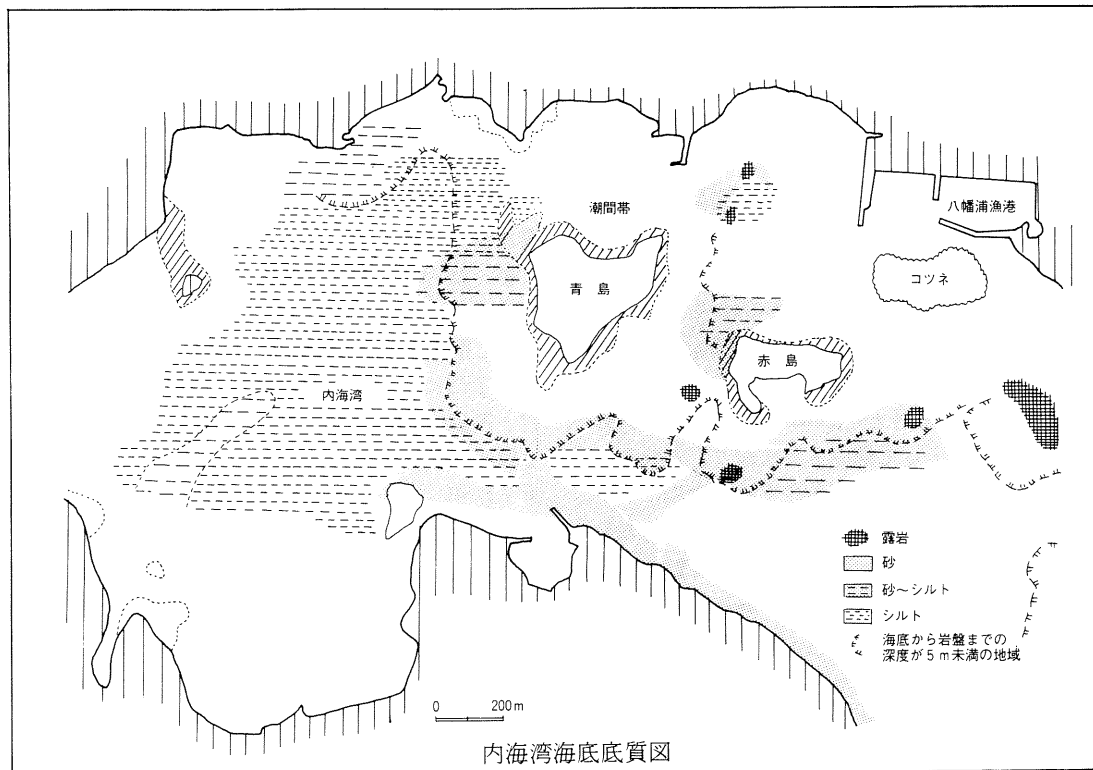 八幡浦漁港
潮間帯
コツネ
青島
赤島
内海湾
露岩
砂
砂～シルト
シルト
海底から岩盤までの
深度が5m未満の地域
0 200m
内海湾海底底質図